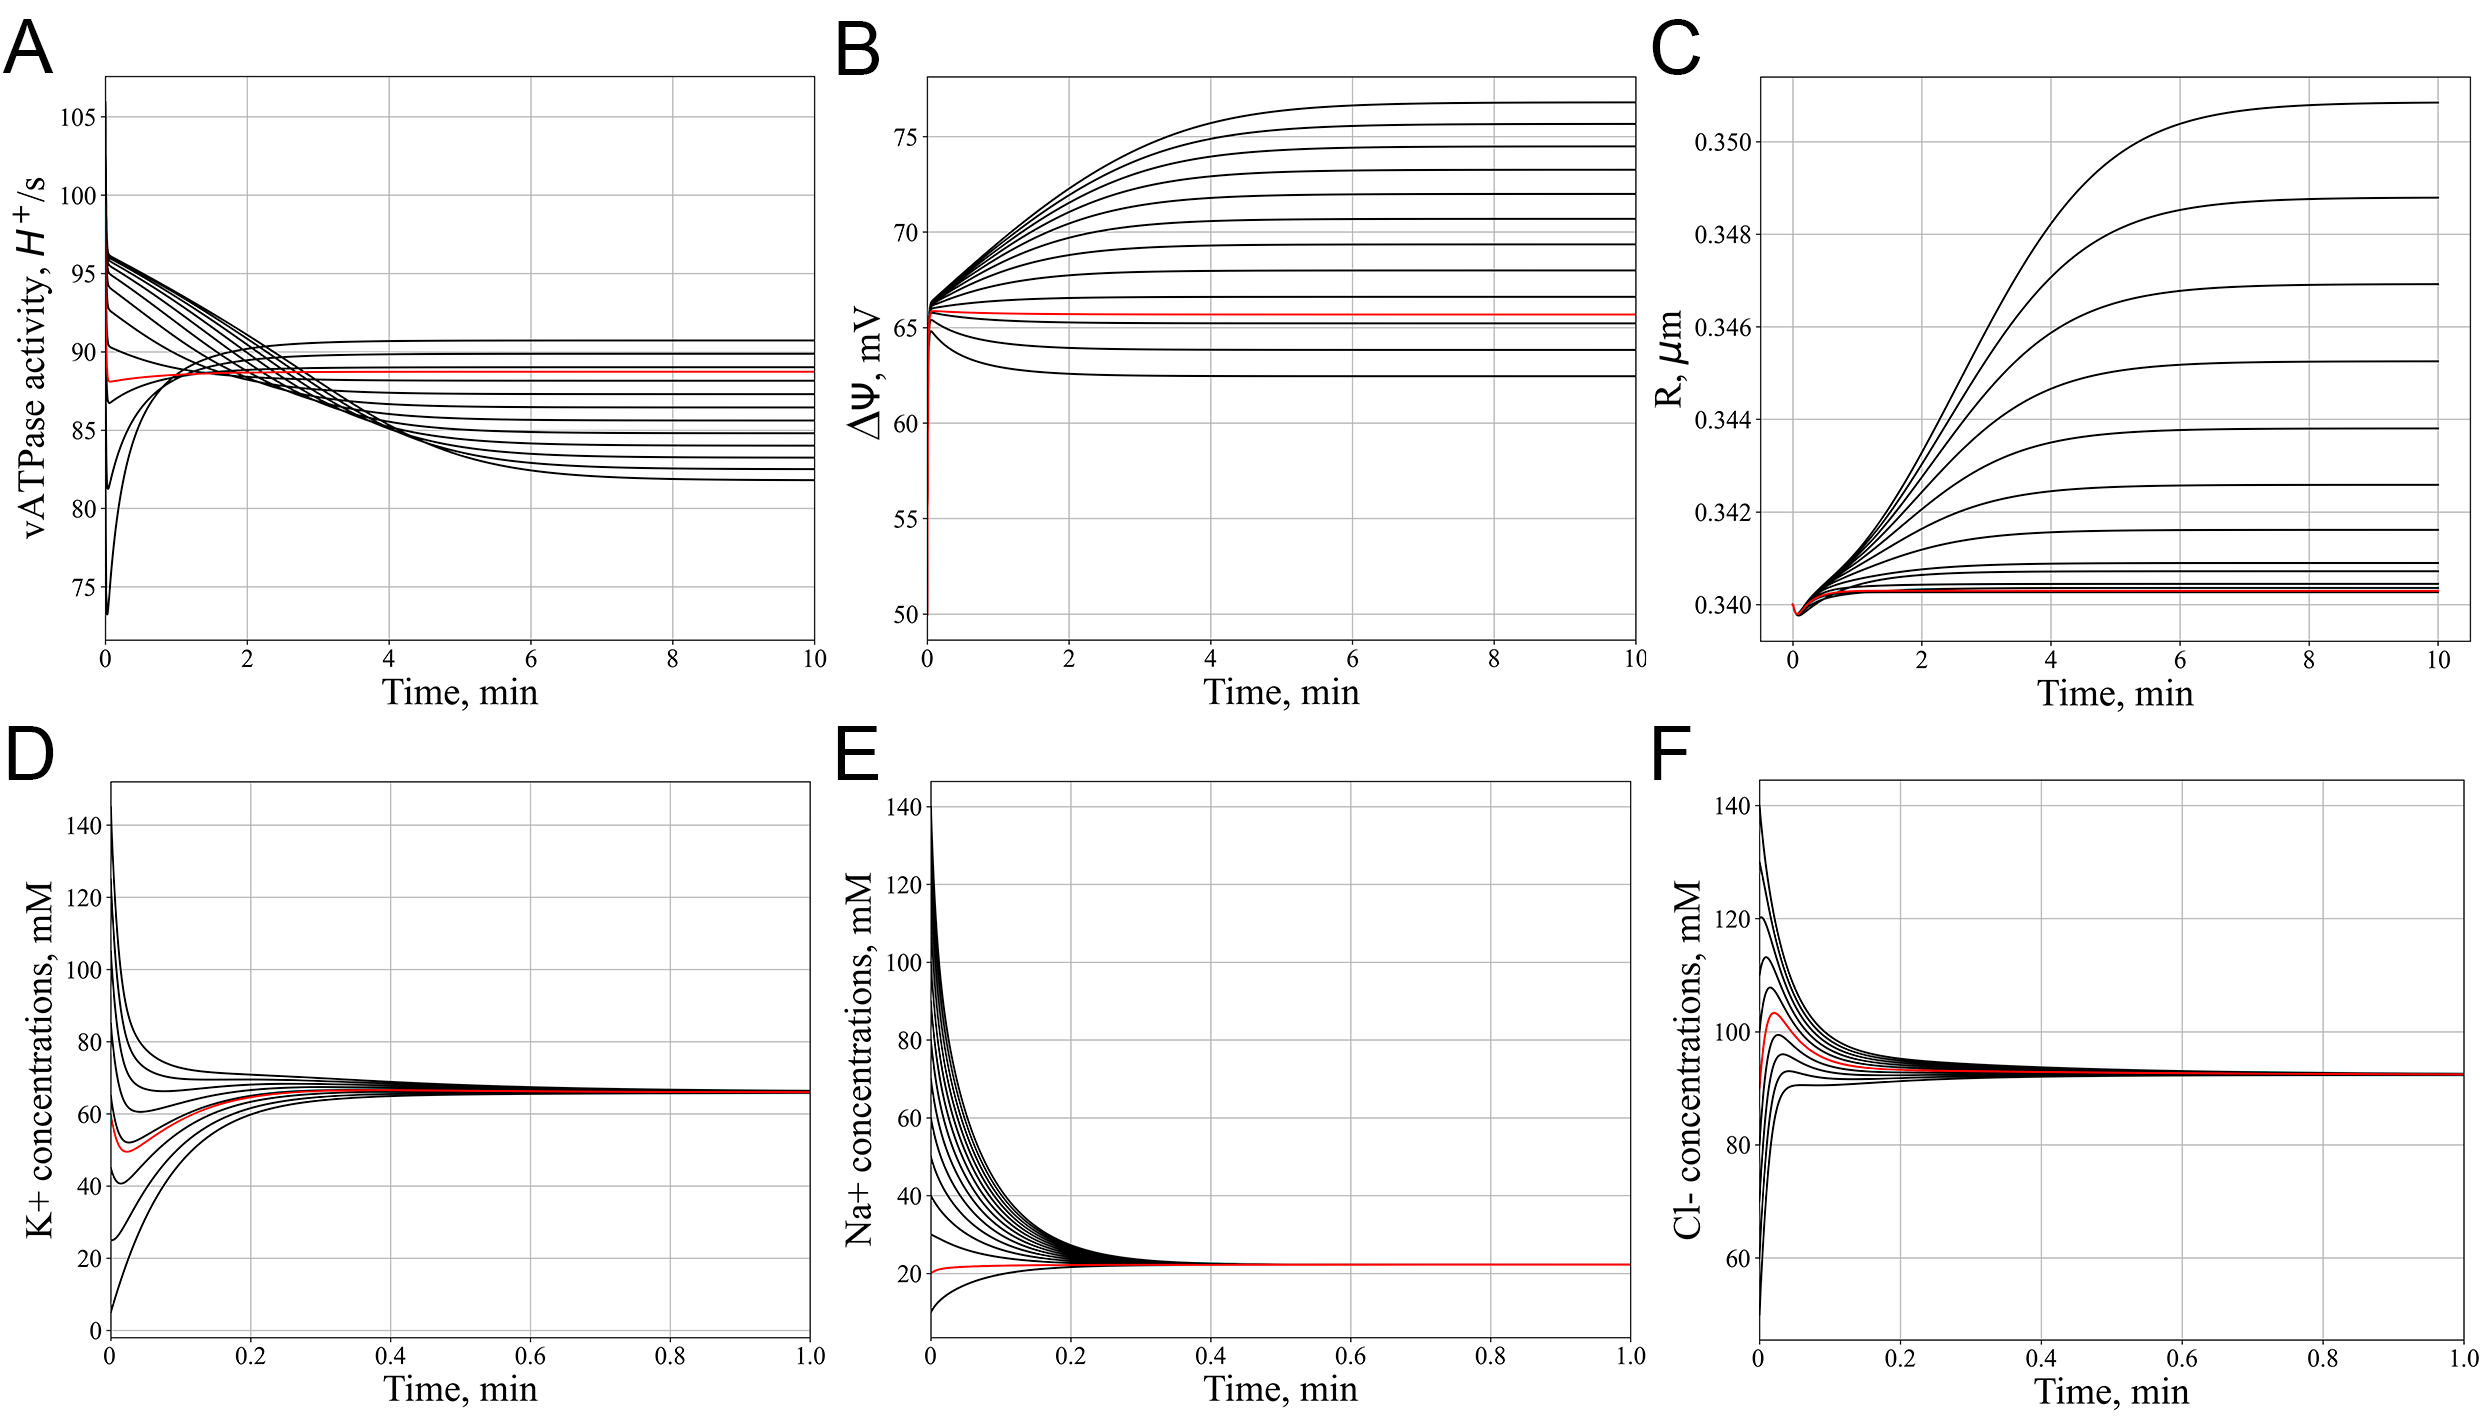 A
B
C
vATPase activity, H⁺/s
105
100
95
90
85
80
75
0 2 4 6 8 10
Time, min
ΔΨ, mV
75
70
65
60
55
50
0 2 4 6 8 10
Time, min
R, μm
0.350
0.348
0.346
0.344
0.342
0.340
0 2 4 6 8 10
Time, min
D
E
F
K+ concentrations, mM
140
120
100
80
60
40
20
0
0 0.2 0.4 0.6 0.8 1.0
Time, min
Na+ concentrations, mM
140
120
100
80
60
40
20
0 0.2 0.4 0.6 0.8 1.0
Time, min
Cl- concentrations, mM
140
120
100
80
60
0 0.2 0.4 0.6 0.8 1.0
Time, min